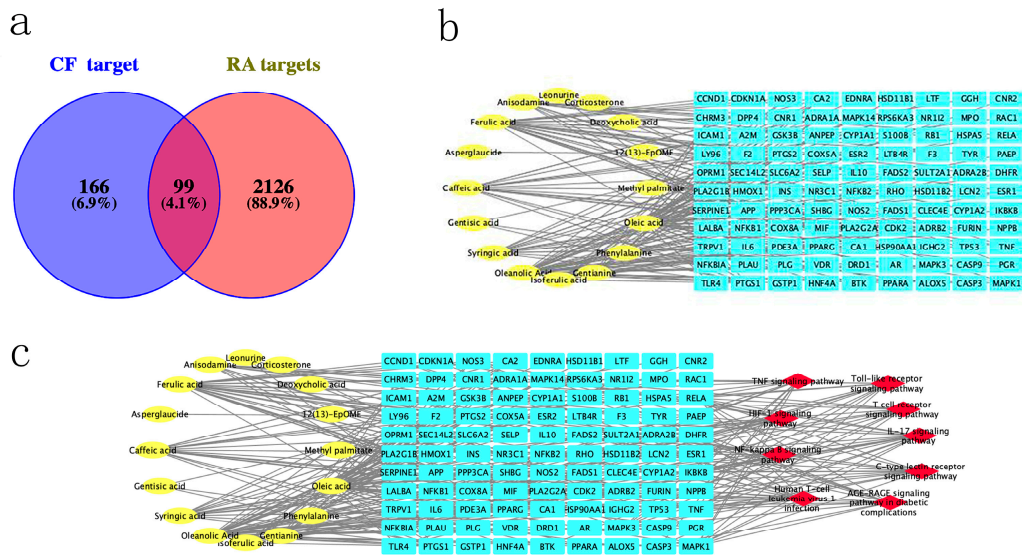 a
CF target
RA targets
166
(6.9%)
99
(4.1%)
2126
(88.9%)
b
Leonurine
Anisodamine
Corticosterone
Ferulic acid
Deoxycholic acid
Asperglaucide
12(13)-EpOME
Caffeic acid
Methyl palmitate
Gentisic acid
Oleic acid
Syringic acid
Phenylalanine
Oleanolic Acid
Gentianine
Isoferulic acid
CCND1 CDKN1A NOS3 CA2 EDNRA HSD11B1 LTF GGH CNR2
CHRM3 DPP4 CNR1 ADRA1A MAPK14 RPS6KA3 NR1I2 MPO RAC1
ICAM1 A2M GSK3B ANPEP CYP1A1 S100B RB1 HSPA5 RELA
LY96 F2 PTGS2 COX5A ESR2 LTB4R F3 TYR PAEP
OPRM1 SEC14L2 SLC6A2 SELP IL10 FADS2 SULT2A1 ADRA2B DHFR
PLA2G1B HMOX1 INS NR3C1 NFKB2 RHO HSD11B2 LCN2 ESR1
SERPINE1 APP PPP3CA SHBG NOS2 FADS1 CLEC4E CYP1A2 IKBKB
LALBA NFKB1 COX8A MIF PLA2G2A CDK2 ADRB2 FURIN NPPB
TRPV1 IL6 PDE3A PPARG CA1 HSP90AA1 IGHG2 TP53 TNF
NFKBIA PLAU PLG VDR DRD1 AR MAPK3 CASP9 PGR
TLR4 PTGS1 GSTP1 HNF4A BTK PPARA ALOX5 CASP3 MAPK1
c
Leonurine
Anisodamine
Corticosterone
Ferulic acid
Deoxycholic acid
Asperglaucide
12(13)-EpOME
Caffeic acid
Methyl palmitate
Gentisic acid
Oleic acid
Syringic acid
Phenylalanine
Oleanolic Acid
Gentianine
Isoferulic acid
CCND1 CDKN1A NOS3 CA2 EDNRA HSD11B1 LTF GGH CNR2
CHRM3 DPP4 CNR1 ADRA1A MAPK14 RPS6KA3 NR1I2 MPO RAC1
ICAM1 A2M GSK3B ANPEP CYP1A1 S100B RB1 HSPA5 RELA
LY96 F2 PTGS2 COX5A ESR2 LTB4R F3 TYR PAEP
OPRM1 SEC14L2 SLC6A2 SELP IL10 FADS2 SULT2A1 ADRA2B DHFR
PLA2G1B HMOX1 INS NR3C1 NFKB2 RHO HSD11B2 LCN2 ESR1
SERPINE1 APP PPP3CA SHBG NOS2 FADS1 CLEC4E CYP1A2 IKBKB
LALBA NFKB1 COX8A MIF PLA2G2A CDK2 ADRB2 FURIN NPPB
TRPV1 IL6 PDE3A PPARG CA1 HSP90AA1 IGHG2 TP53 TNF
NFKBIA PLAU PLG VDR DRD1 AR MAPK3 CASP9 PGR
TLR4 PTGS1 GSTP1 HNF4A BTK PPARA ALOX5 CASP3 MAPK1
TNF signaling pathway
Toll-like receptor
signaling pathway
T cell receptor
signaling pathway
HIF-1 signaling
pathway
IL-17 signaling
pathway
NF-kappa B signaling
pathway
C-type lectin receptor
signaling pathway
Human T-cell
leukemia virus 1
infection
AGE-RAGE signaling
pathway in diabetic
complications